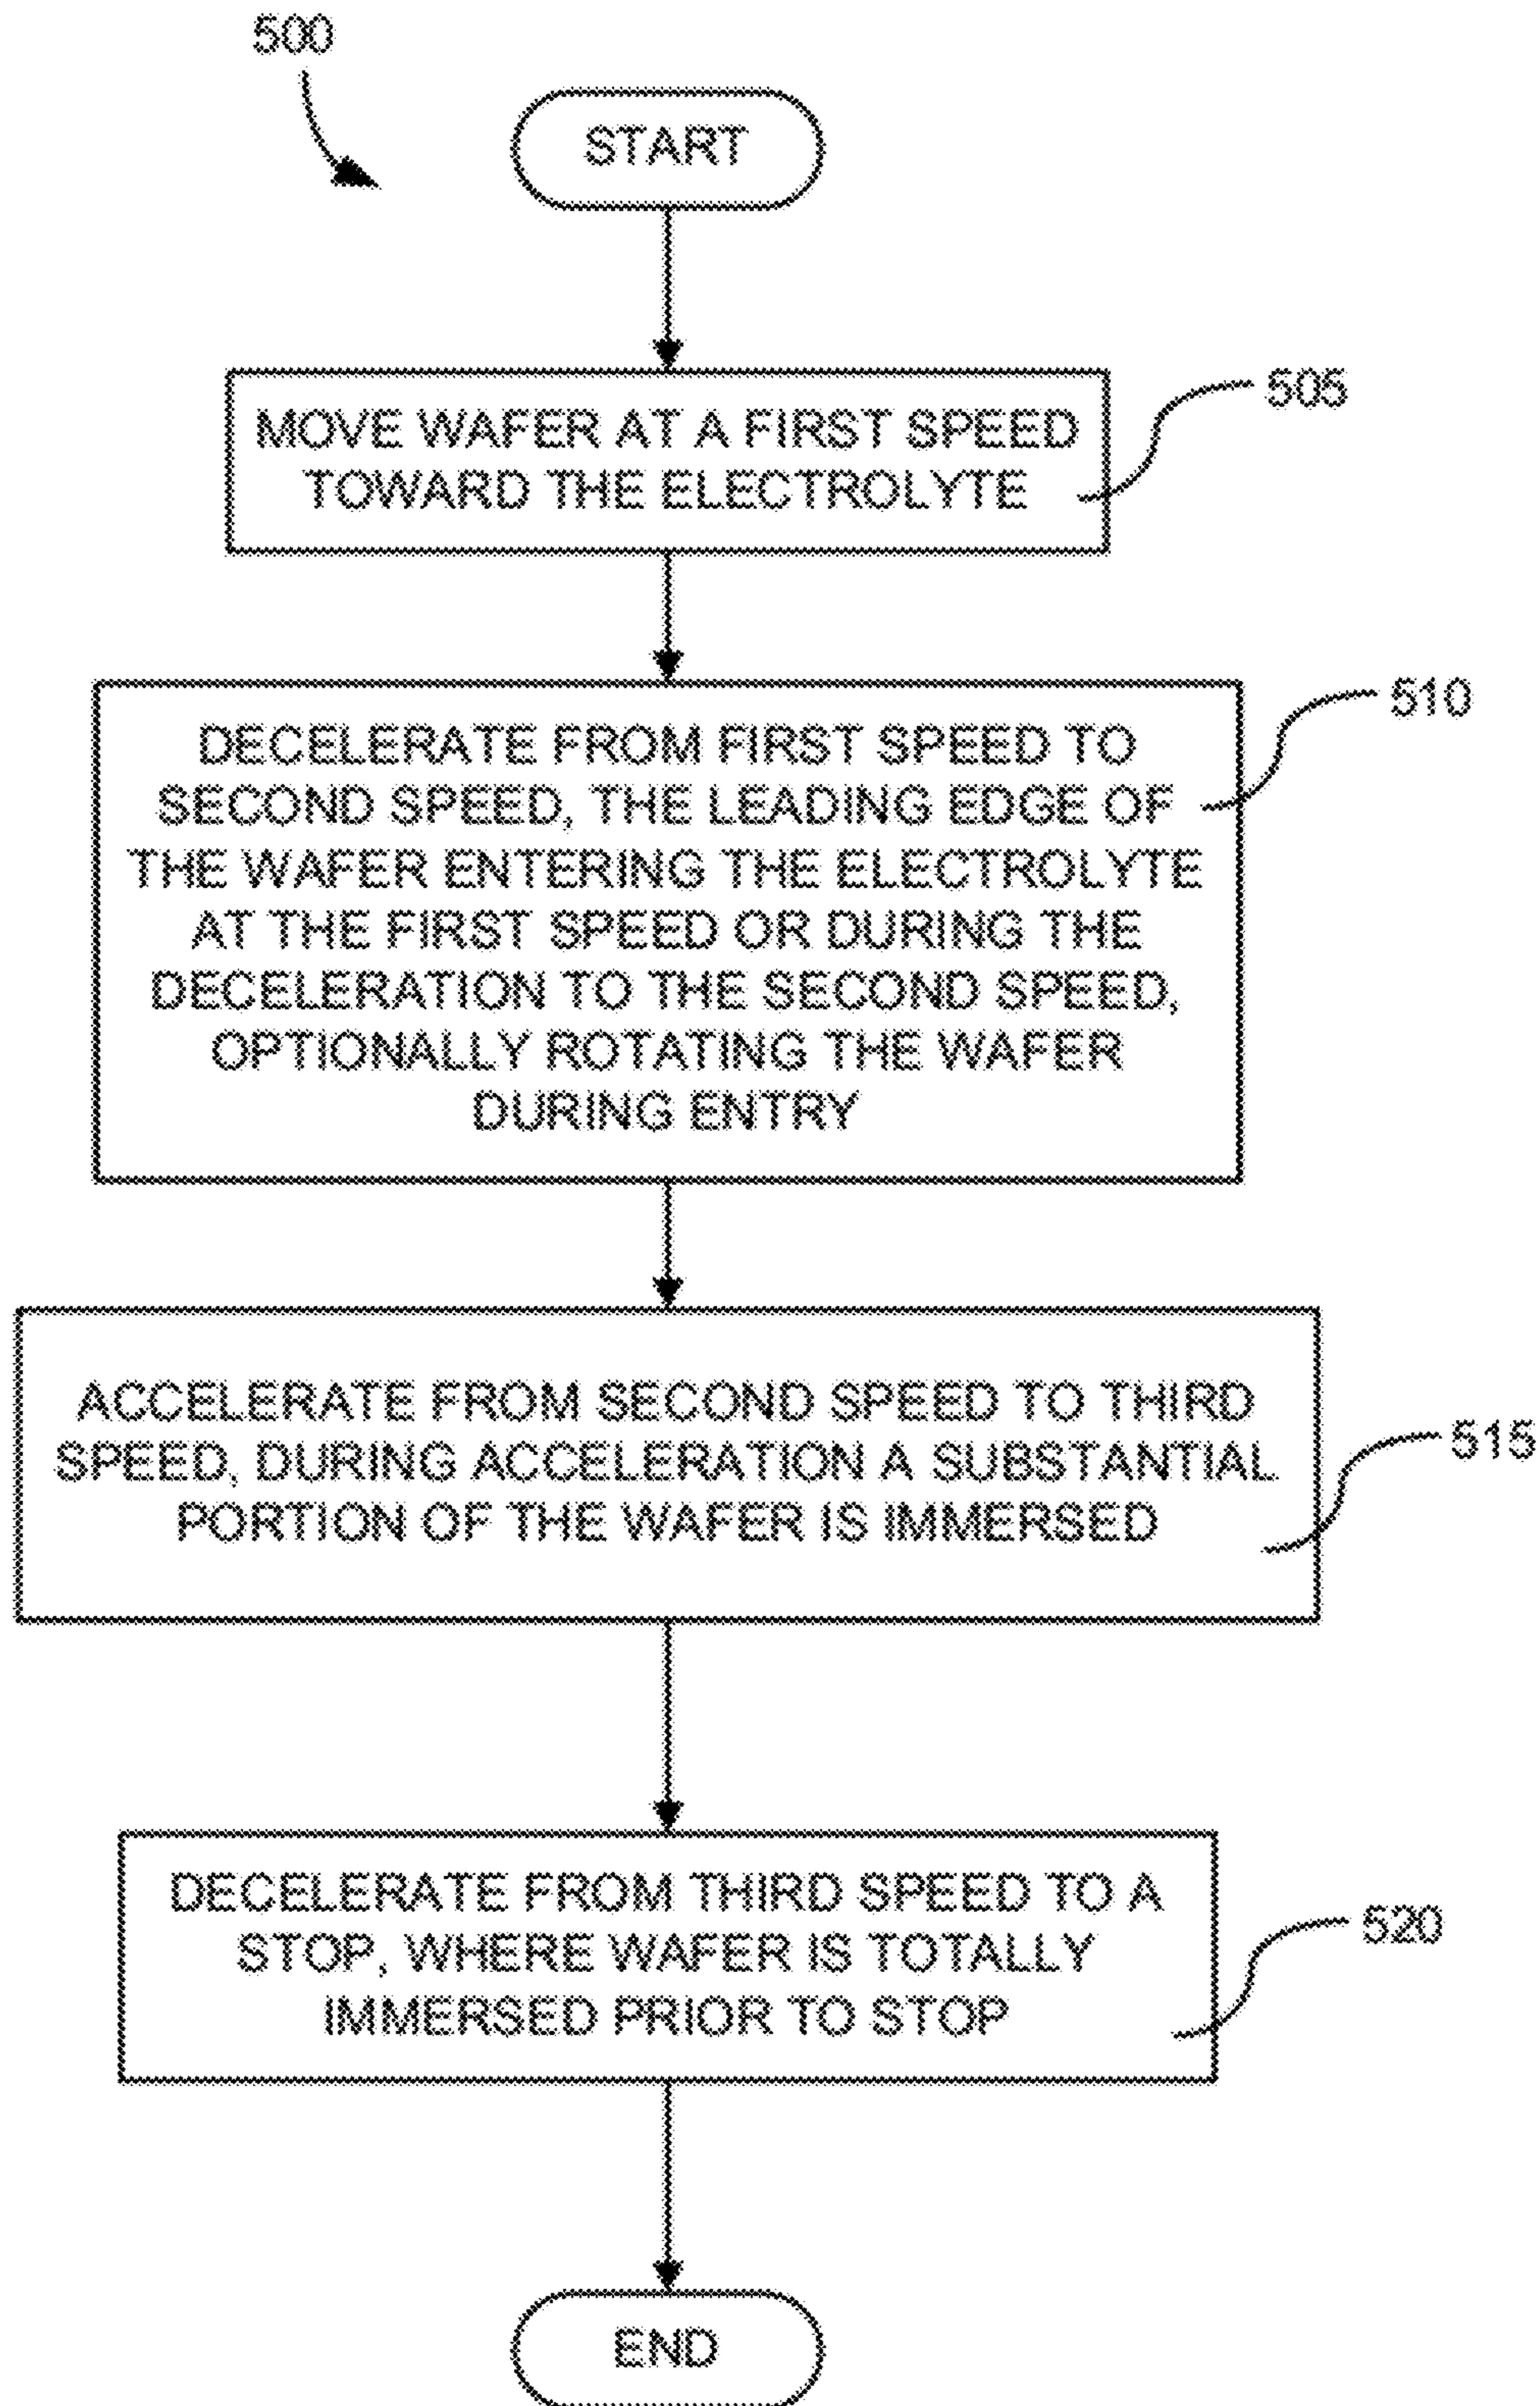 500
START
505
MOVE WAFER AT A FIRST SPEED
TOWARD THE ELECTROLYTE
510
DECELERATE FROM FIRST SPEED TO
SECOND SPEED, THE LEADING EDGE OF
THE WAFER ENTERING THE ELECTROLYTE
AT THE FIRST SPEED OR DURING THE
DECELERATION TO THE SECOND SPEED,
OPTIONALLY ROTATING THE WAFER
DURING ENTRY
515
ACCELERATE FROM SECOND SPEED TO THIRD
SPEED, DURING ACCELERATION A SUBSTANTIAL
PORTION OF THE WAFER IS IMMERSED
520
DECELERATE FROM THIRD SPEED TO A
STOP, WHERE WAFER IS TOTALLY
IMMERSED PRIOR TO STOP
END